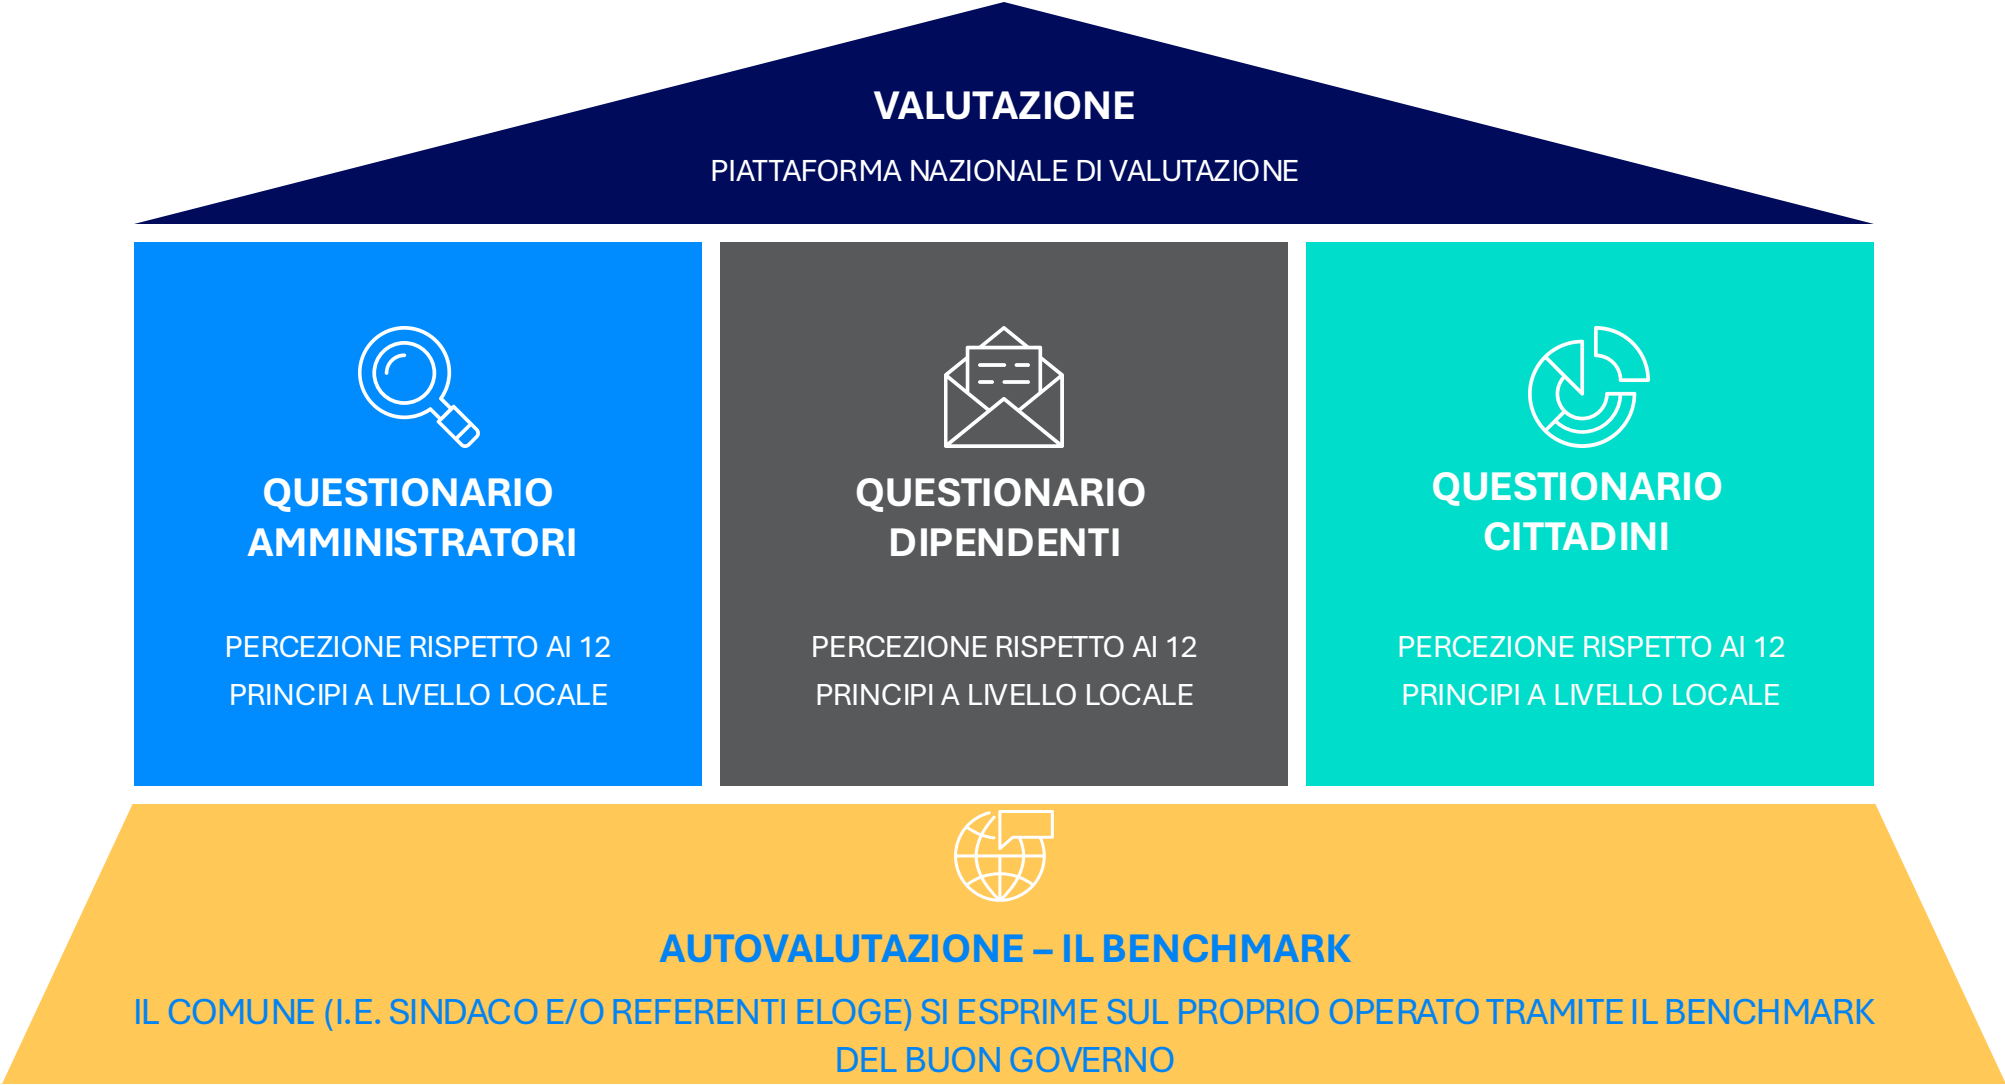 VALUTAZIONE
PIATTAFORMA NAZIONALE DI VALUTAZIONE
QUESTIONARIO
AMMINISTRATORI
PERCEZIONE RISPETTO AI 12
PRINCIPI A LIVELLO LOCALE
QUESTIONARIO
DIPENDENTI
PERCEZIONE RISPETTO AI 12
PRINCIPI A LIVELLO LOCALE
QUESTIONARIO
CITTADINI
PERCEZIONE RISPETTO AI 12
PRINCIPI A LIVELLO LOCALE
AUTOVALUTAZIONE – IL BENCHMARK
IL COMUNE (I.E. SINDACO E/O REFERENTI ELOGE) SI ESPRIME SUL PROPRIO OPERATO TRAMITE IL BENCHMARK
DEL BUON GOVERNO